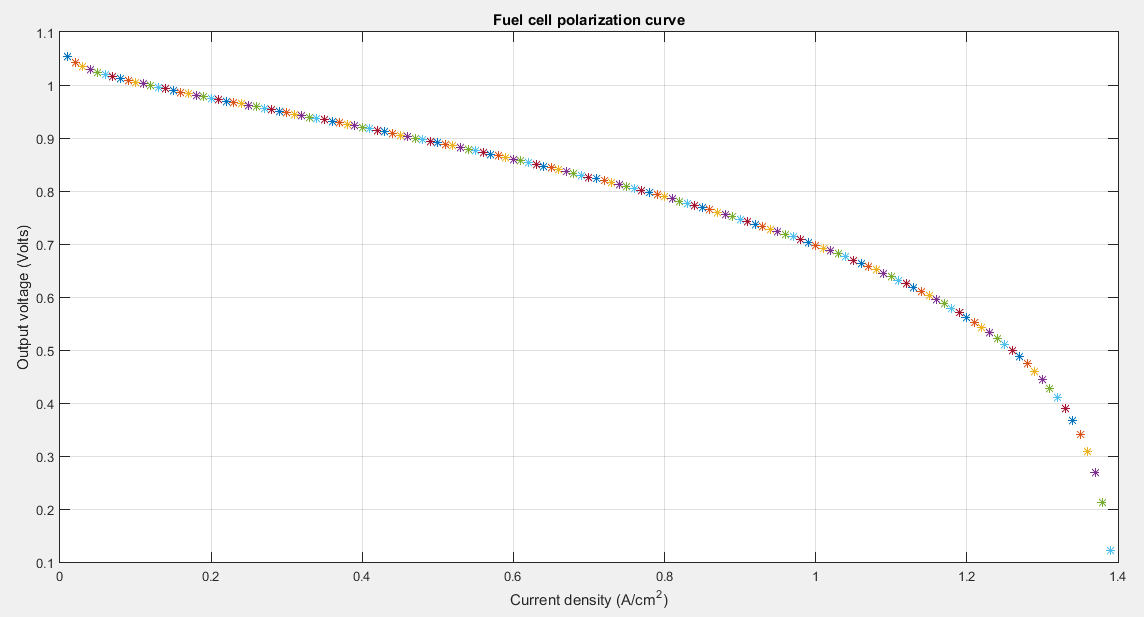 Fuel cell polarization curve
1.1
1
0.9
0.8
0.7
0.6
0.5
0.4
0.3
0.2
0.1
Output voltage (Volts)
0 0.2 0.4 0.6 0.8 1 1.2 1.4
Current density (A/cm²)